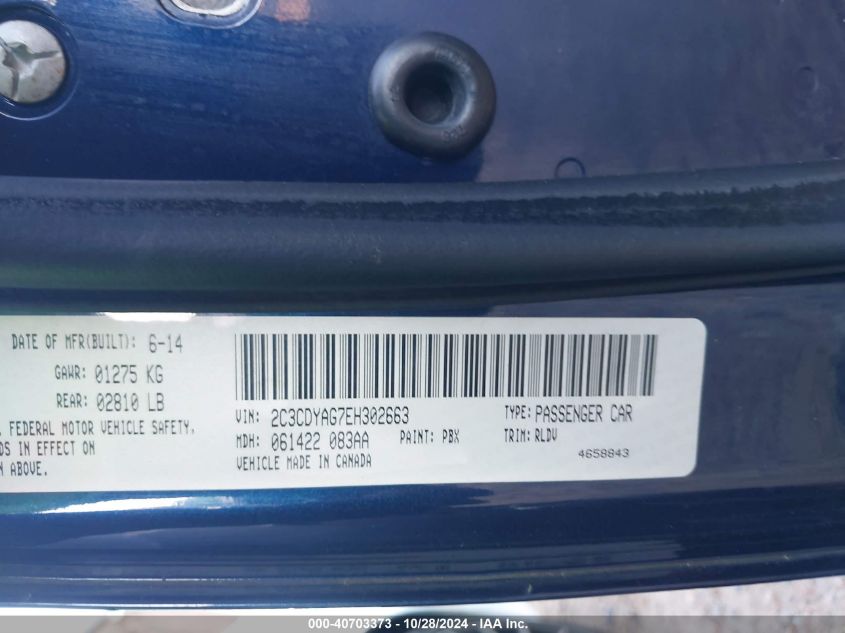 DATE OF MFR(BUILT): 6-14
GAWR: 01275 KG
REAR: 02810 LB
FEDERAL MOTOR VEHICLE SAFETY.
DS IN EFFECT ON
N ABOVE.
VIN: 2C3CDYAG7EH302663
TYPE: PASSENGER CAR
MDH: 061422 083AA
PAINT: PBX
TRIM: RLDV
VEHICLE MADE IN CANADA
4658843
000-40703373 - 10/28/2024 - IAA Inc.